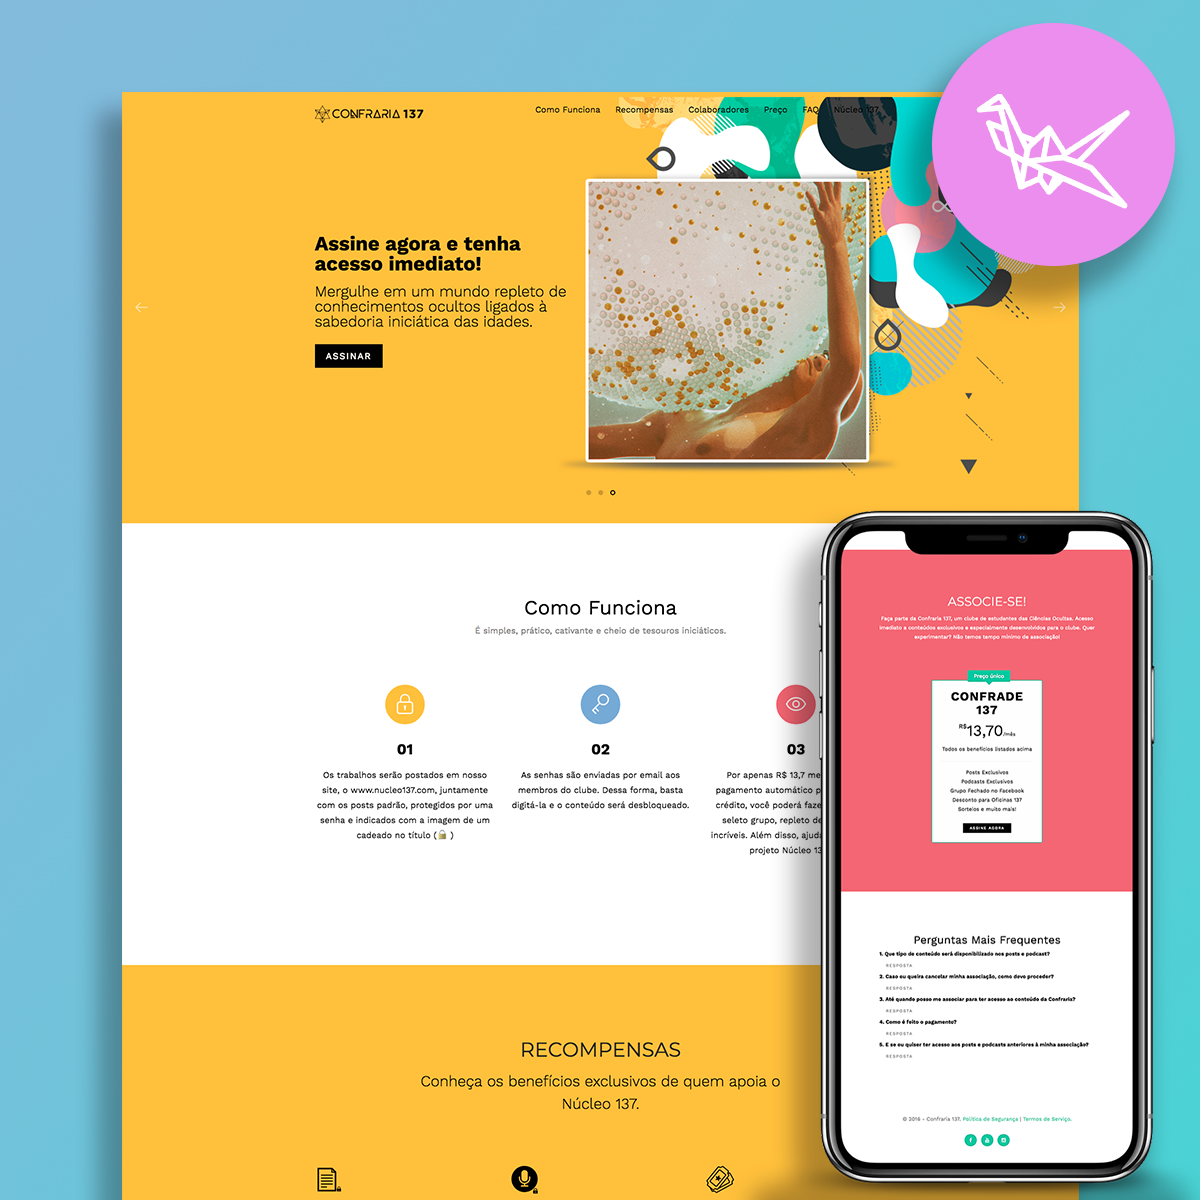 CONFRARIA 137
Como Funciona
Recompensas
Colaboradores
Preço
FAQ
Núcleo 137
Assine agora e tenha
acesso imediato!
Mergulhe em um mundo repleto de
conhecimentos ocultos ligados à
sabedoria iniciática das idades.
ASSINAR
Como Funciona
É simples, prático, cativante e cheio de tesouros iniciáticos.
01
Os trabalhos serão postados em nosso
site, o www.nucleo137.com, juntamente
com os posts padrão, protegidos por uma
senha e indicados com a imagem de um
cadeado no título (🔒 )
02
As senhas são enviadas por email aos
membros do clube. Dessa forma, basta
digitá-la e o conteúdo será desbloqueado.
03
Por apenas R$ 13,7 me
pagamento automático p
crédito, você poderá faze
seleto grupo, repleto de
incríveis. Além disso, ajud
projeto Núcleo 13
RECOMPENSAS
Conheça os benefícios exclusivos de quem apoia o
Núcleo 137.
ASSOCIE-SE!
Faça parte da Confraria 137, um clube de estudantes das Ciências Ocultas. Acesso
imediato a conteúdos exclusivos e especialmente desenvolvidos para o clube. Quer
experimentar? Não temos tempo mínimo de associação!
Preço único
CONFRADE
137
R$13,70/mês
Todos os benefícios listados acima
Posts Exclusivos
Podcasts Exclusivos
Grupo Fechado no Facebook
Desconto para Oficinas 137
Sorteios e muito mais!
ASSINE AGORA
Perguntas Mais Frequentes
1. Que tipo de conteúdo será disponibilizado nos posts e podcast?
RESPOSTA
2. Caso eu queira cancelar minha associação, como devo proceder?
RESPOSTA
3. Até quando posso me associar para ter acesso ao conteúdo da Confraria?
RESPOSTA
4. Como é feito o pagamento?
RESPOSTA
5. E se eu quiser ter acesso aos posts e podcasts anteriores à minha associação?
RESPOSTA
© 2016 - Confraria 137. Política de Segurança | Termos de Serviço.